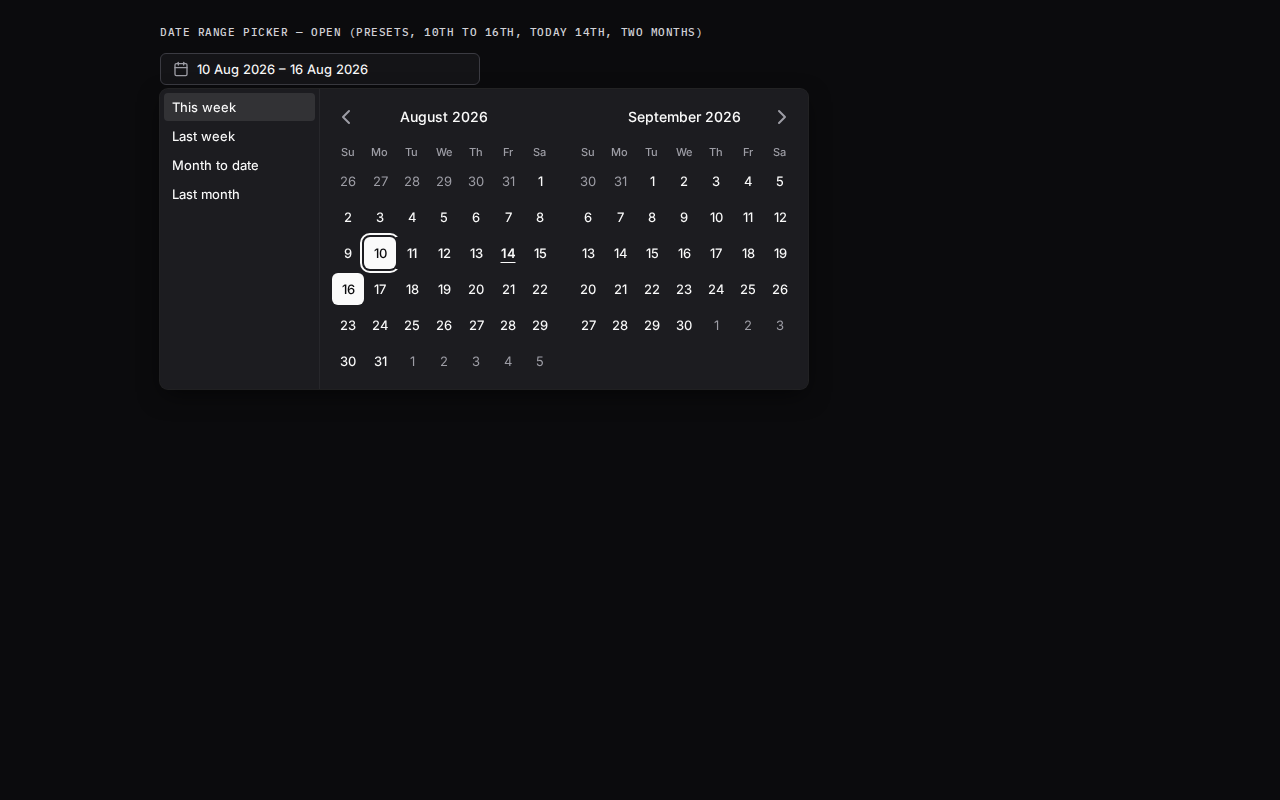 DATE RANGE PICKER — OPEN (PRESETS, 10TH TO 16TH, TODAY 14TH, TWO MONTHS)
10 Aug 2026 – 16 Aug 2026
This week
Last week
Month to date
Last month
August 2026
Su Mo Tu We Th Fr Sa
26 27 28 29 30 31 1
2 3 4 5 6 7 8
9 10 11 12 13 14 15
16 17 18 19 20 21 22
23 24 25 26 27 28 29
30 31 1 2 3 4 5
September 2026
Su Mo Tu We Th Fr Sa
30 31 1 2 3 4 5
6 7 8 9 10 11 12
13 14 15 16 17 18 19
20 21 22 23 24 25 26
27 28 29 30 1 2 3